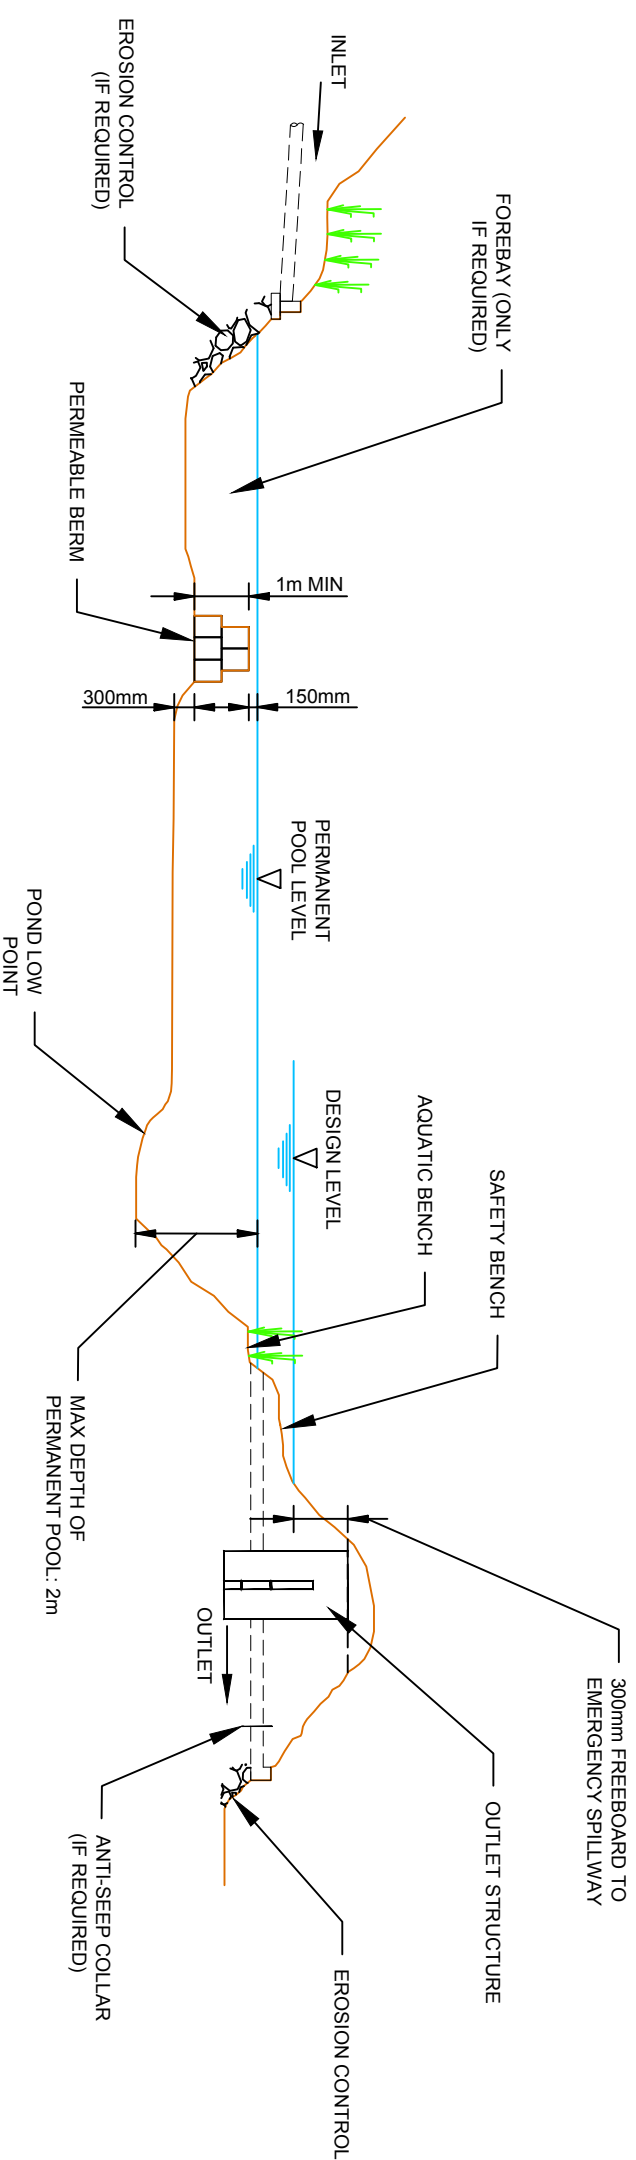 INLET
EROSION CONTROL
(IF REQUIRED)
FOREBAY (ONLY
IF REQUIRED)
PERMEABLE BERM
1m MIN
300mm
150mm
PERMANENT
POOL LEVEL
POND LOW
POINT
DESIGN LEVEL
AQUATIC BENCH
SAFETY BENCH
MAX DEPTH OF
PERMANENT POOL: 2m
300mm FREEBOARD TO
EMERGENCY SPILLWAY
OUTLET
OUTLET STRUCTURE
ANTI-SEEP COLLAR
(IF REQUIRED)
EROSION CONTROL